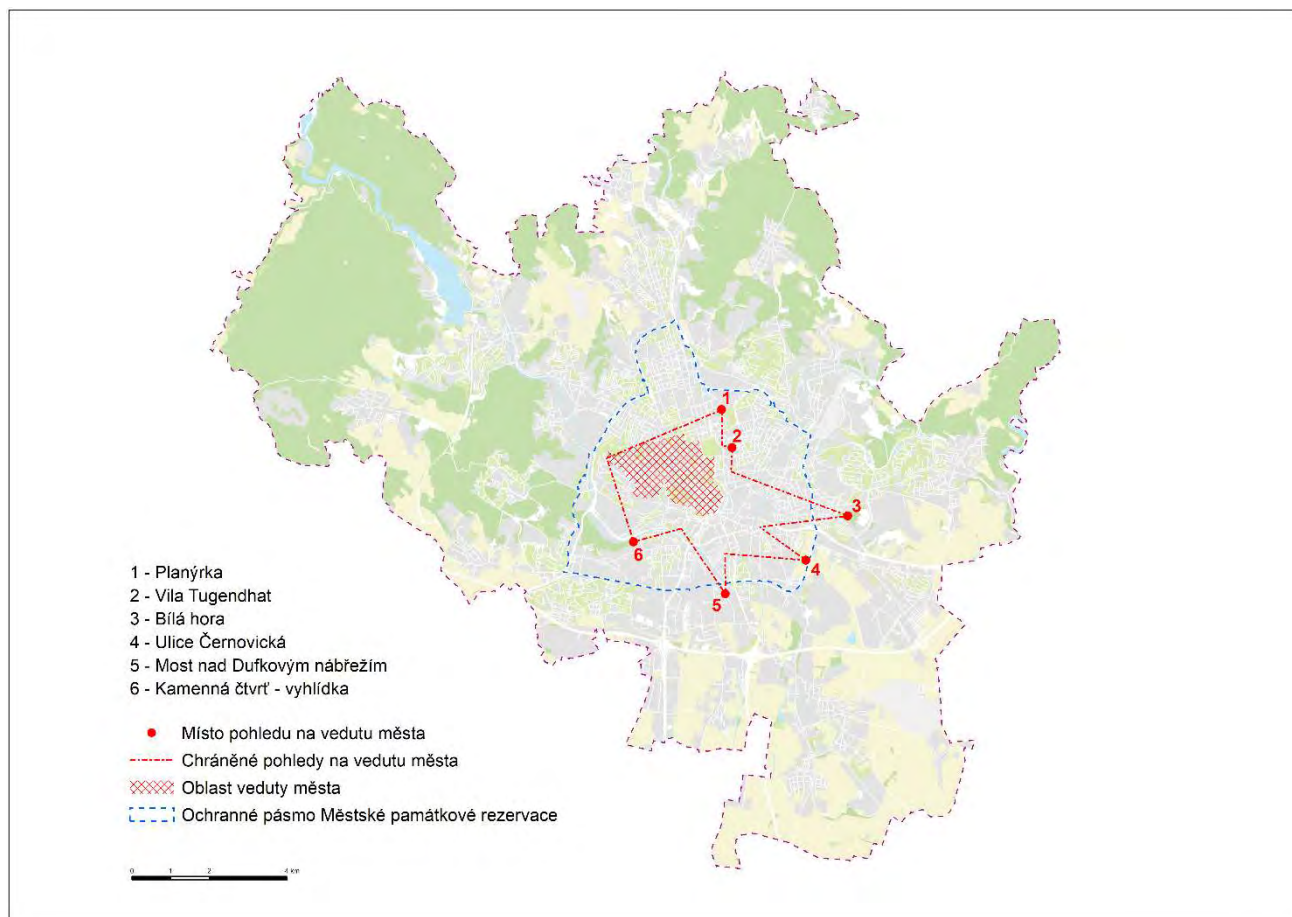 1
2
3
4
5
6
1 - Planýrka
2 - Vila Tugendhat
3 - Bílá hora
4 - Ulice Černovická
5 - Most nad Dufkovým nábřežím
6 - Kamenná čtvrť - vyhlídka
Místo pohledu na vedutu města
Chráněné pohledy na vedutu města
Oblast veduty města
Ochranné pásmo Městské památkové rezervace
0 1 2 4 km